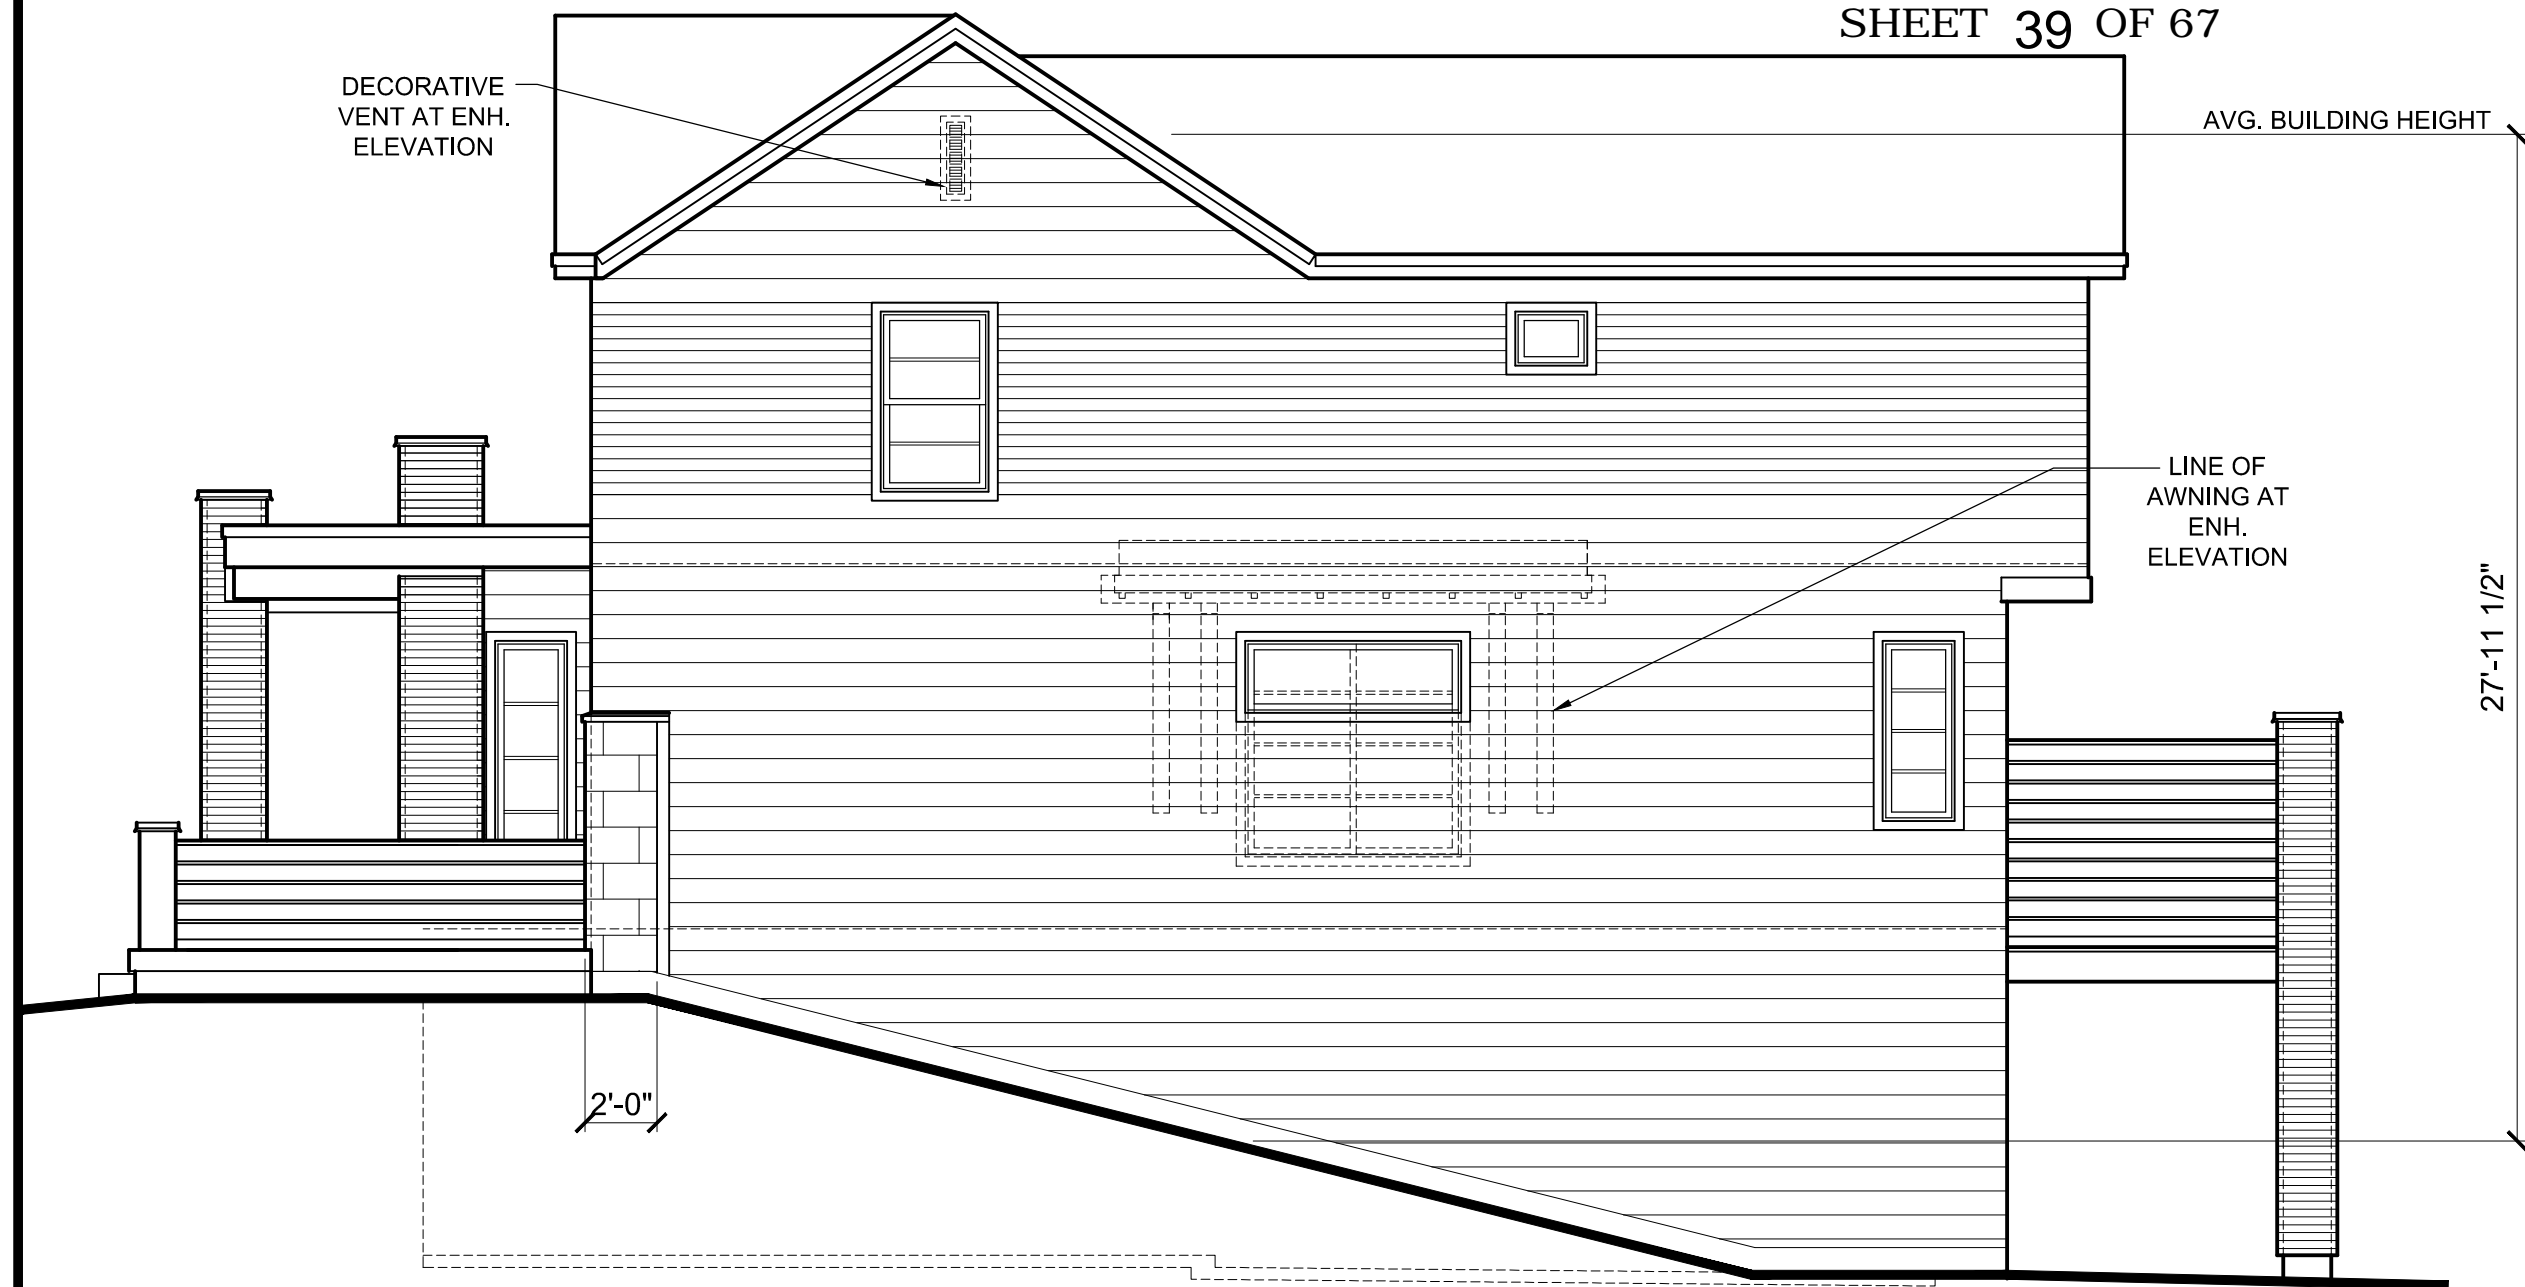 SHEET 39 OF 67
DECORATIVE
VENT AT ENH.
ELEVATION
AVG. BUILDING HEIGHT
LINE OF
AWNING AT
ENH.
ELEVATION
27'-11 1/2"
2'-0"